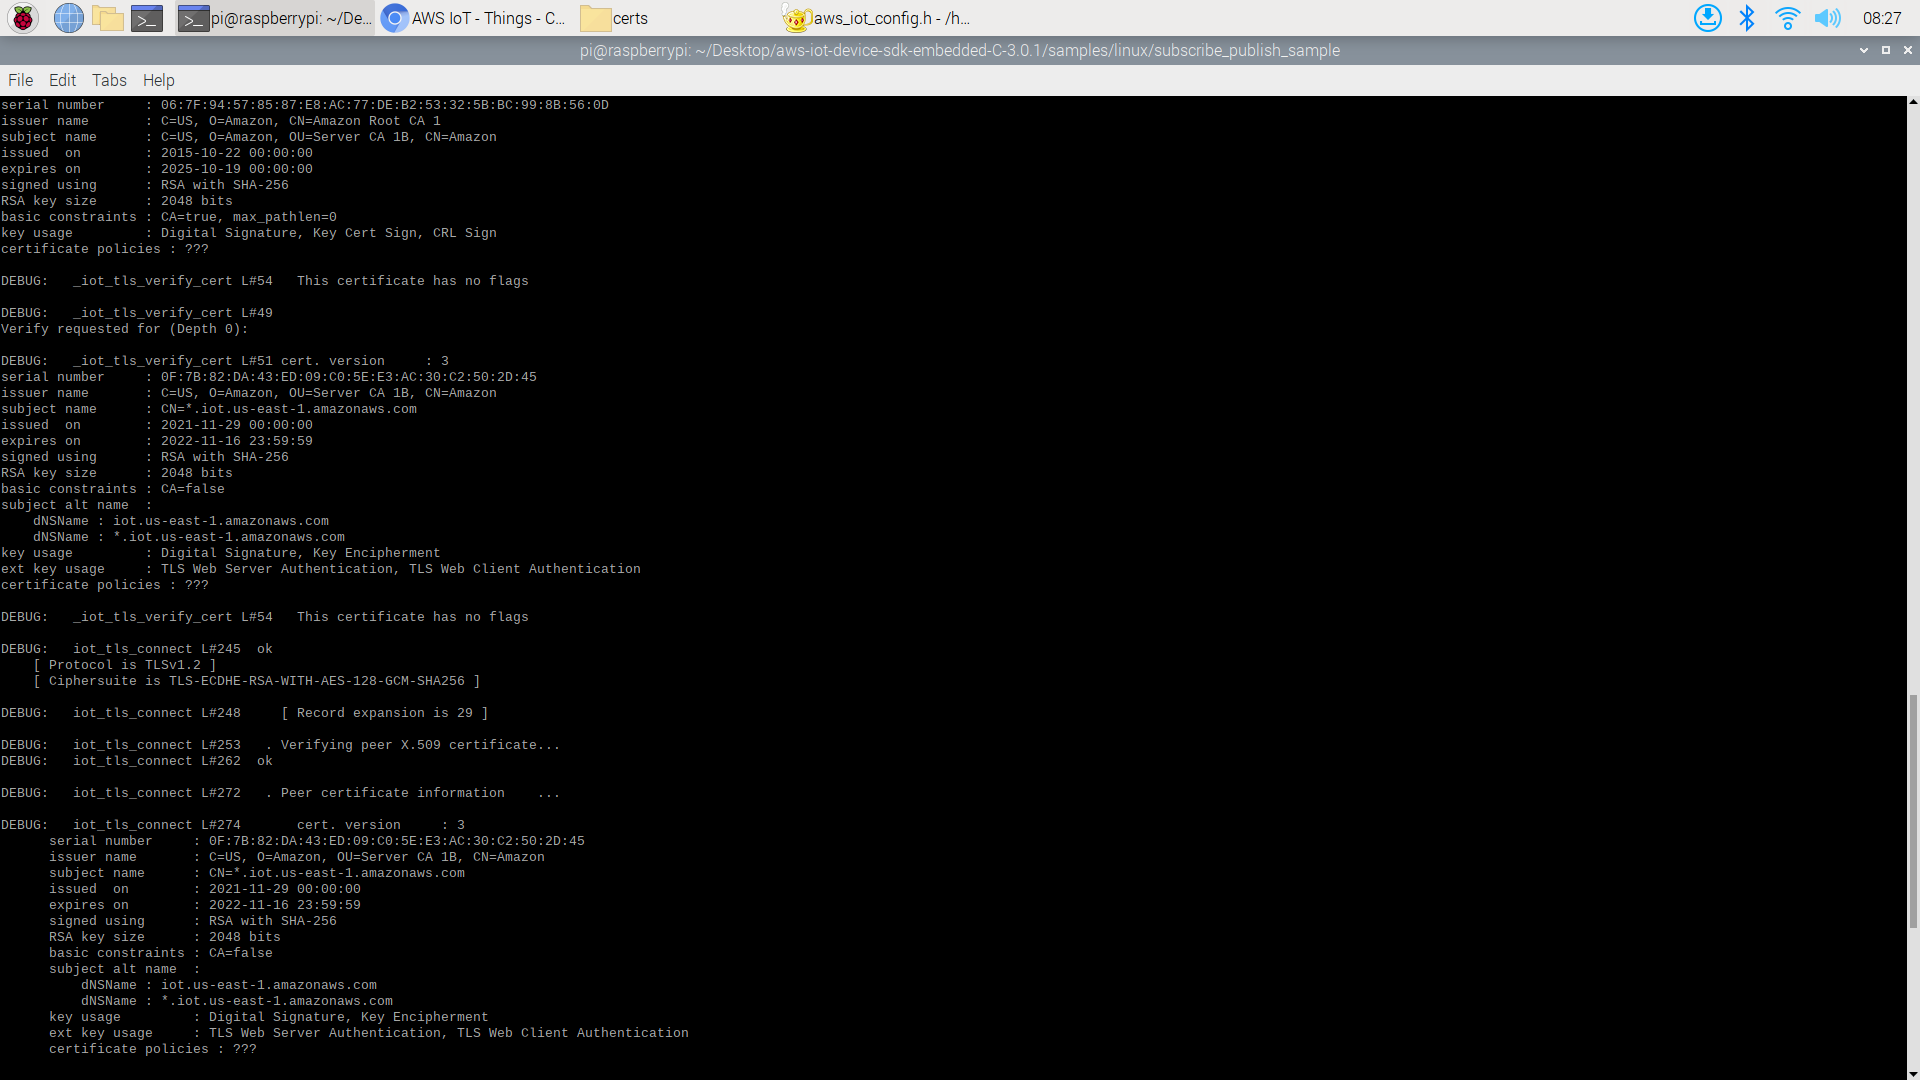 pi@raspberrypi: ~/De...
AWS IoT - Things - C...
certs
aws_iot_config.h - /h...
08:27
pi@raspberrypi: ~/Desktop/aws-iot-device-sdk-embedded-C-3.0.1/samples/linux/subscribe_publish_sample
File Edit Tabs Help
serial number     : 06:7F:94:57:85:87:E8:AC:77:DE:B2:53:32:5B:BC:99:8B:56:0D
issuer name       : C=US, O=Amazon, CN=Amazon Root CA 1
subject name      : C=US, O=Amazon, OU=Server CA 1B, CN=Amazon
issued  on        : 2015-10-22 00:00:00
expires on        : 2025-10-19 00:00:00
signed using      : RSA with SHA-256
RSA key size      : 2048 bits
basic constraints : CA=true, max_pathlen=0
key usage         : Digital Signature, Key Cert Sign, CRL Sign
certificate policies : ???
DEBUG:   _iot_tls_verify_cert L#54   This certificate has no flags
DEBUG:   _iot_tls_verify_cert L#49
Verify requested for (Depth 0):
DEBUG:   _iot_tls_verify_cert L#51 cert. version     : 3
serial number     : 0F:7B:82:DA:43:ED:09:C0:5E:E3:AC:30:C2:50:2D:45
issuer name       : C=US, O=Amazon, OU=Server CA 1B, CN=Amazon
subject name      : CN=*.iot.us-east-1.amazonaws.com
issued  on        : 2021-11-29 00:00:00
expires on        : 2022-11-16 23:59:59
signed using      : RSA with SHA-256
RSA key size      : 2048 bits
basic constraints : CA=false
subject alt name  :
    dNSName : iot.us-east-1.amazonaws.com
    dNSName : *.iot.us-east-1.amazonaws.com
key usage         : Digital Signature, Key Encipherment
ext key usage     : TLS Web Server Authentication, TLS Web Client Authentication
certificate policies : ???
DEBUG:   _iot_tls_verify_cert L#54   This certificate has no flags
DEBUG:   iot_tls_connect L#245  ok
    [ Protocol is TLSv1.2 ]
    [ Ciphersuite is TLS-ECDHE-RSA-WITH-AES-128-GCM-SHA256 ]
DEBUG:   iot_tls_connect L#248     [ Record expansion is 29 ]
DEBUG:   iot_tls_connect L#253   . Verifying peer X.509 certificate...
DEBUG:   iot_tls_connect L#262  ok
DEBUG:   iot_tls_connect L#272   . Peer certificate information    ...
DEBUG:   iot_tls_connect L#274       cert. version     : 3
      serial number     : 0F:7B:82:DA:43:ED:09:C0:5E:E3:AC:30:C2:50:2D:45
      issuer name       : C=US, O=Amazon, OU=Server CA 1B, CN=Amazon
      subject name      : CN=*.iot.us-east-1.amazonaws.com
      issued  on        : 2021-11-29 00:00:00
      expires on        : 2022-11-16 23:59:59
      signed using      : RSA with SHA-256
      RSA key size      : 2048 bits
      basic constraints : CA=false
      subject alt name  :
          dNSName : iot.us-east-1.amazonaws.com
          dNSName : *.iot.us-east-1.amazonaws.com
      key usage         : Digital Signature, Key Encipherment
      ext key usage     : TLS Web Server Authentication, TLS Web Client Authentication
      certificate policies : ???